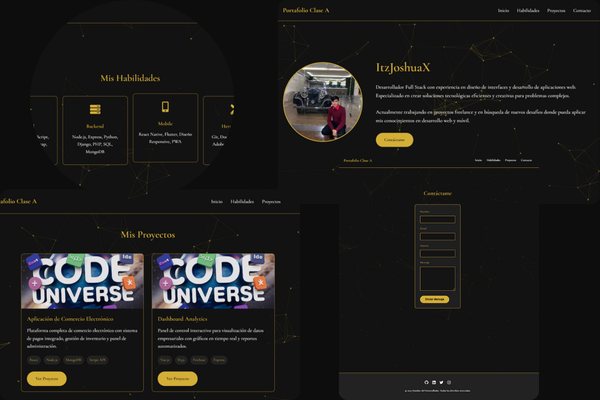 Portafolio Clase A
Inicio Habilidades Proyectos Contacto
Mis Habilidades
Script,
Backend
Node.js, Express, Python,
Django, PHP, SQL,
MongoDB
Mobile
React Native, Flutter, Diseño
Responsive, PWA
Her
Git, Do
Adobe
ItzJoshuaX
Desarrollador Full Stack con experiencia en diseño de interfaces y desarrollo de aplicaciones web.
Especializado en crear soluciones tecnológicas eficientes y creativas para problemas complejos.
Actualmente trabajando en proyectos freelance y en búsqueda de nuevos desafíos donde pueda aplicar
mis conocimientos en desarrollo web y móvil.
Contáctame
Portafolio Clase A
Inicio Habilidades Proyectos Contacto
Contáctame
Mensaje
Enviar Mensaje
tafolio Clase A
Inicio Habilidades Proyectos
Mis Proyectos
CODE
UNIVERSE
Aplicación de Comercio Electrónico
Plataforma completa de comercio electrónico con sistema
de pagos integrado, gestión de inventario y panel de
administración.
React Node.js MongoDB Stripe API
Ver Proyecto
CODE
UNIVERSE
Dashboard Analytics
Panel de control interactivo para visualización de datos
empresariales con gráficos en tiempo real y reportes
automatizados.
Vue.js D3.js Firebase Express
Ver Proyecto